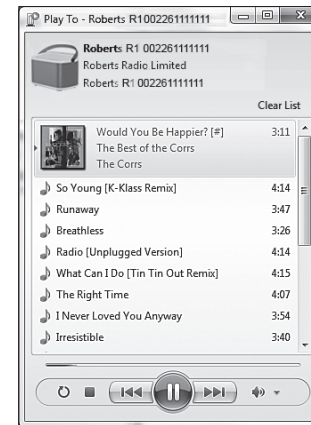 Play To - Roberts R1002261111111
Roberts R1 002261111111
Roberts Radio Limited
Roberts R1 002261111111
Clear List
Would You Be Happier? [#] 3:11
The Best of the Corrs
The Corrs
So Young [K-Klass Remix] 4:14
Runaway 3:47
Breathless 3:26
Radio [Unplugged Version] 4:14
What Can I Do [Tin Tin Out Remix] 4:15
The Right Time 4:07
I Never Loved You Anyway 3:54
Irresistible 3:40